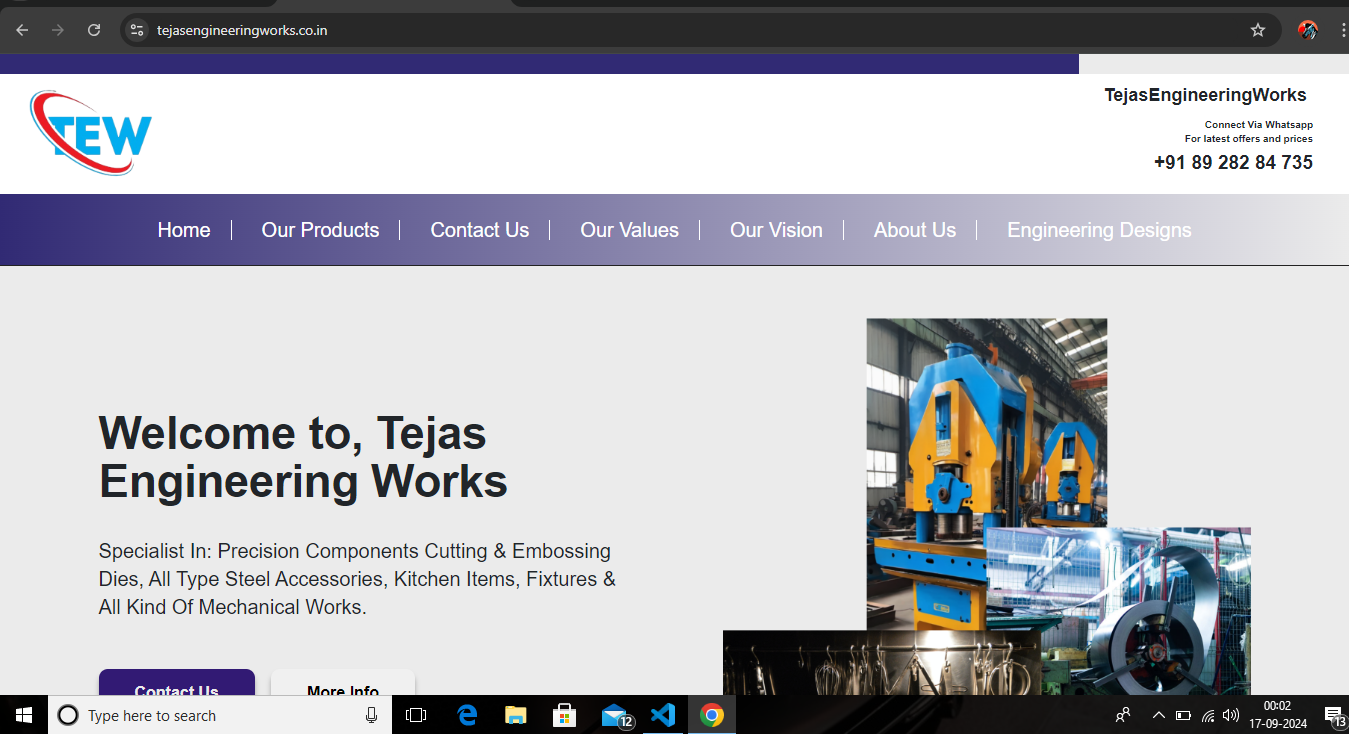 tejasengineeringworks.co.in
TEW
TejasEngineeringWorks
Connect Via Whatsapp
For latest offers and prices
+91 89 282 84 735
Home
Our Products
Contact Us
Our Values
Our Vision
About Us
Engineering Designs
Welcome to, Tejas
Engineering Works
Specialist In: Precision Components Cutting & Embossing
Dies, All Type Steel Accessories, Kitchen Items, Fixtures &
All Kind Of Mechanical Works.
Contact Us
More Info
Type here to search
12
00:02
17-09-2024
13